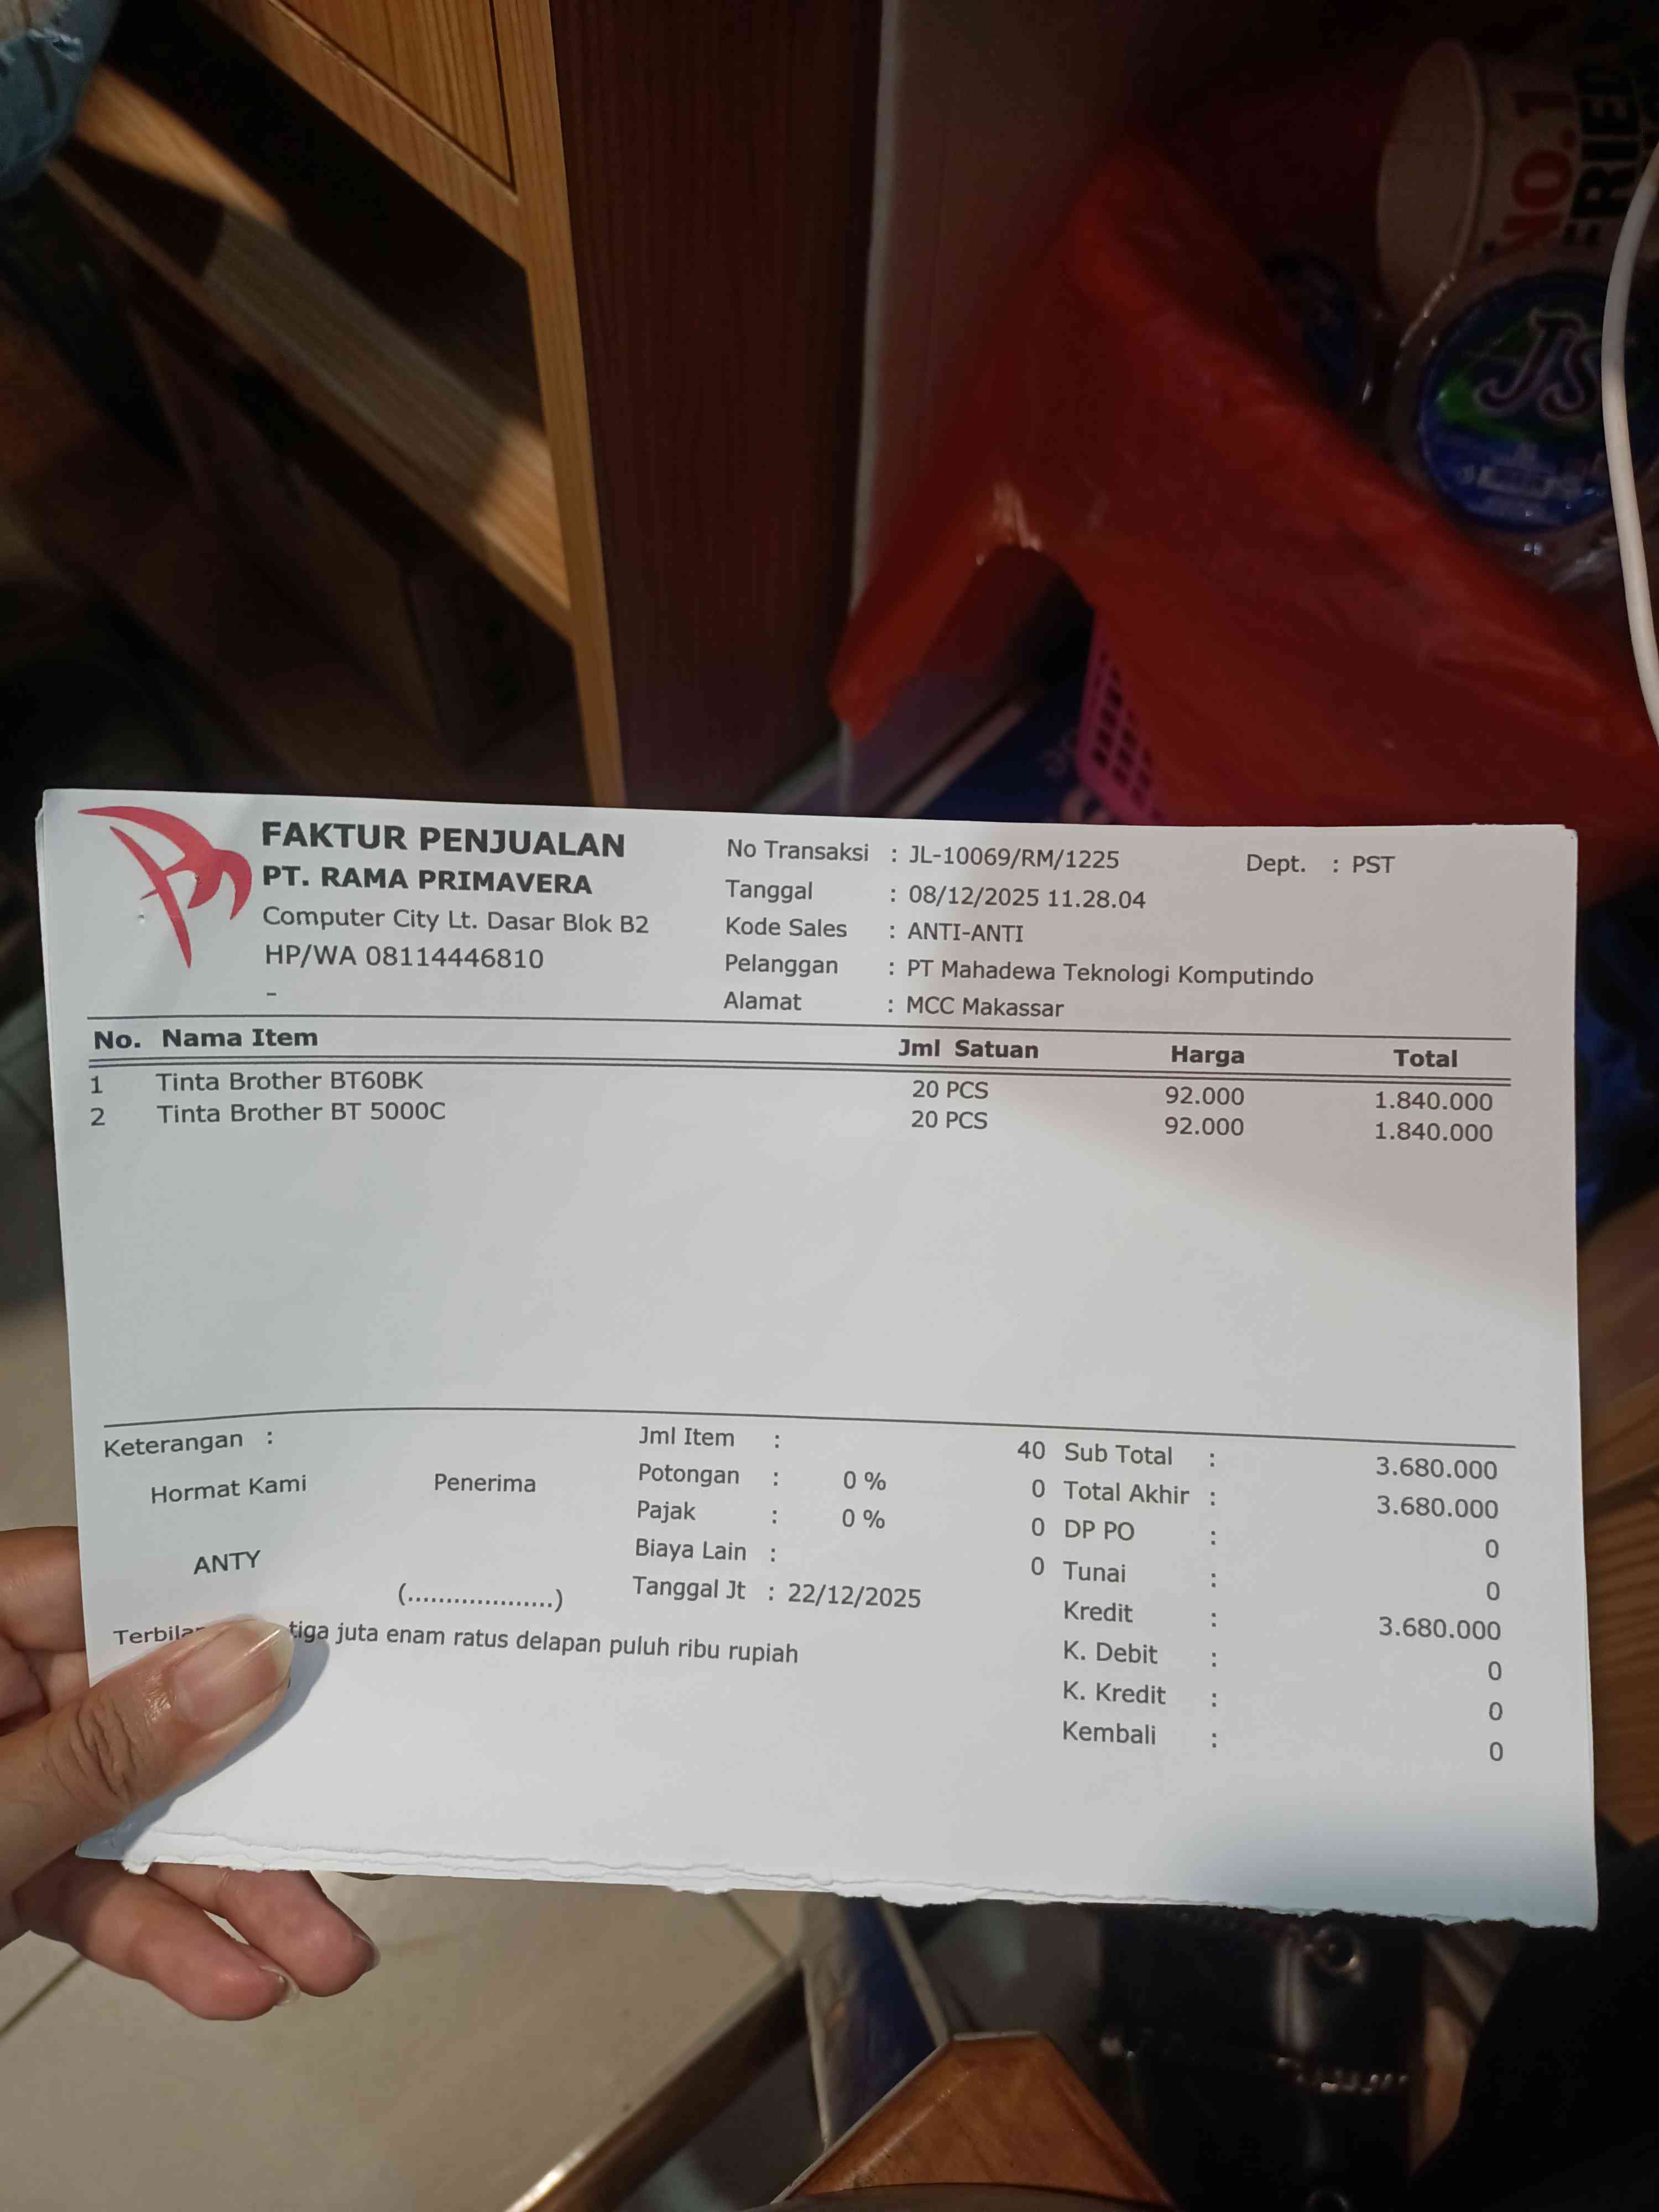 NO.1
FRIED
JS
FAKTUR PENJUALAN
PT. RAMA PRIMAVERA
Computer City Lt. Dasar Blok B2
HP/WA 08114446810
-
No Transaksi : JL-10069/RM/1225 Dept. : PST
Tanggal : 08/12/2025 11.28.04
Kode Sales : ANTI-ANTI
Pelanggan : PT Mahadewa Teknologi Komputindo
Alamat : MCC Makassar
No. Nama Item Jml Satuan Harga Total
1 Tinta Brother BT60BK 20 PCS 92.000 1.840.000
2 Tinta Brother BT 5000C 20 PCS 92.000 1.840.000
Keterangan :
Hormat Kami Penerima
ANTY
(...................)
Jml Item : 40
Potongan : 0 % 0
Pajak : 0 % 0
Biaya Lain : 0
Tanggal Jt : 22/12/2025
Sub Total : 3.680.000
Total Akhir : 3.680.000
DP PO : 0
Tunai : 0
Kredit : 3.680.000
K. Debit : 0
K. Kredit : 0
Kembali : 0
tiga juta enam ratus delapan puluh ribu rupiah